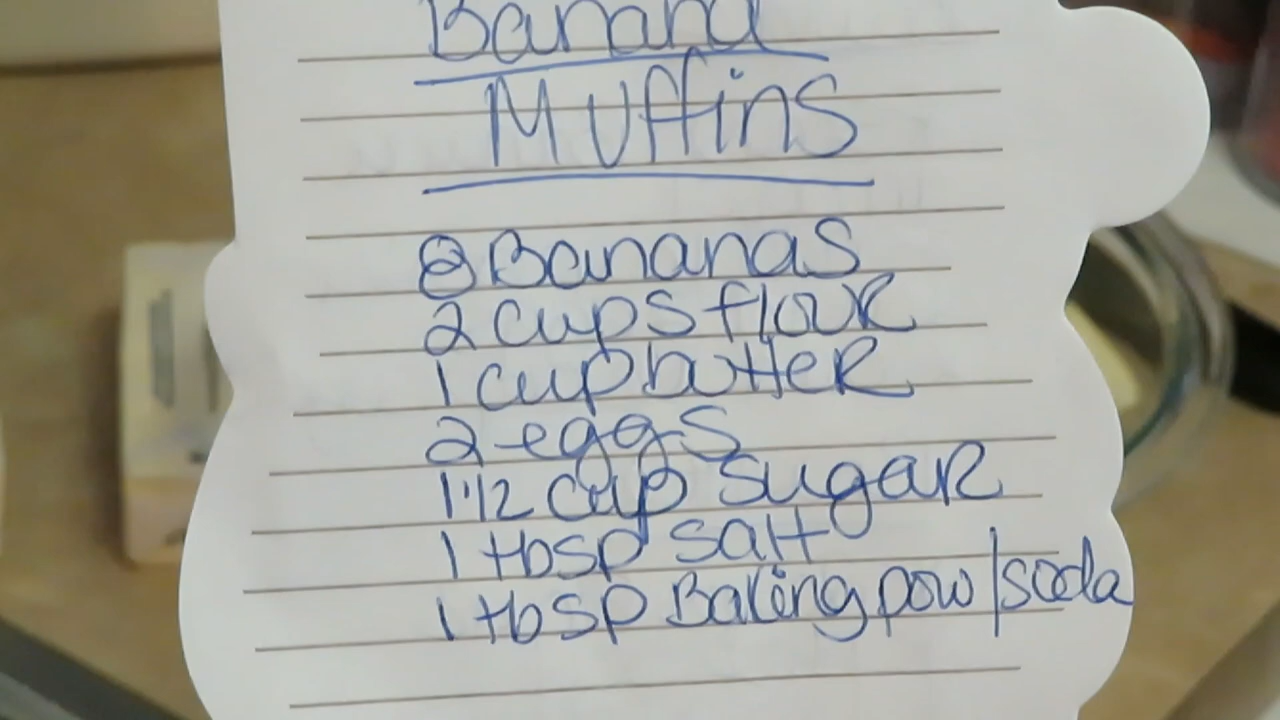 Banana
Muffins
8 Bananas
2 cups flour
1 cup butter
2 eggs
1 1/2 cup sugar
1 tbsp salt
1 tbsp Baking pow/soda